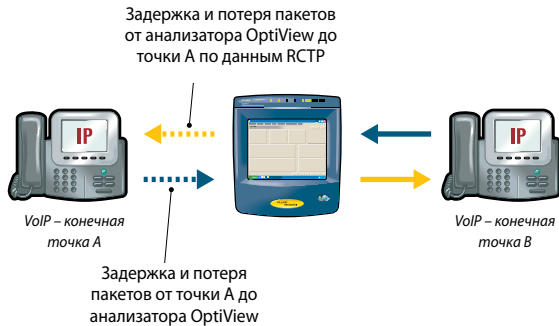 Задержка и потеря пакетов
от анализатора OptiView до
точки А по данным RCTP
IP
IP
VoIP – конечная
точка А
VoIP – конечная
точка В
Задержка и потеря
пакетов от точки А до
анализатора OptiView